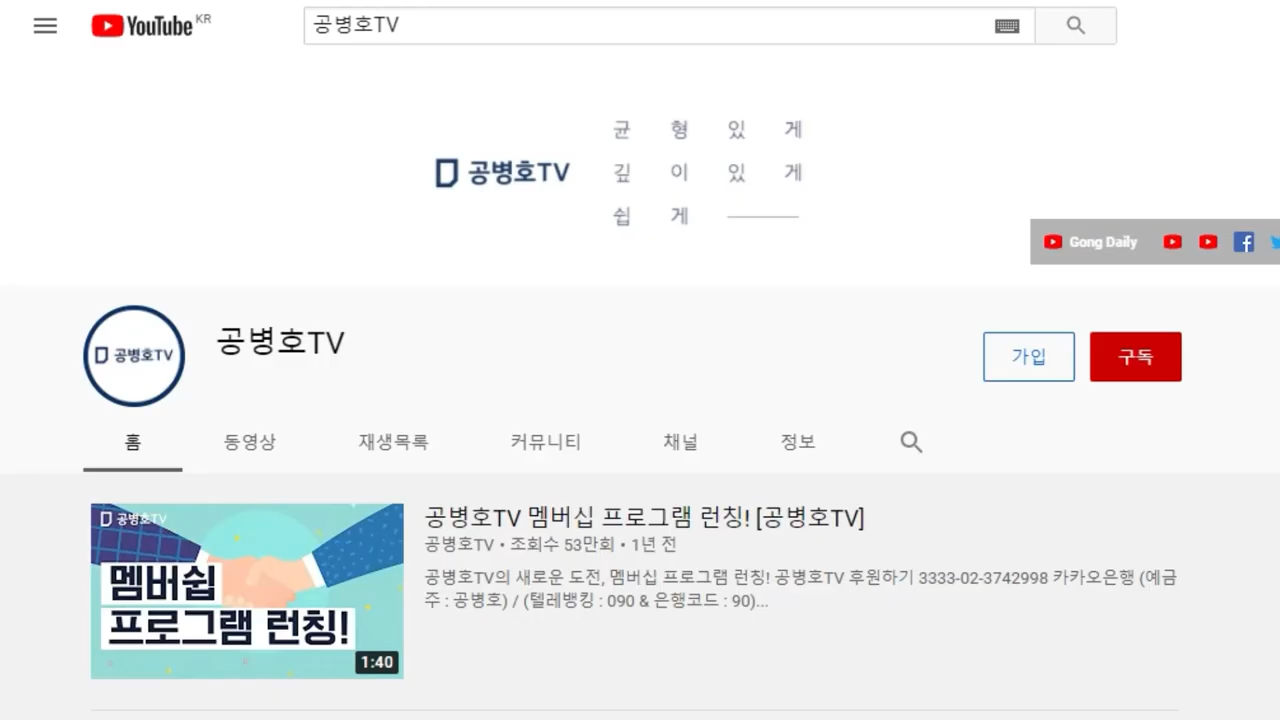 YouTube KR
공병호TV
균형있게
공병호TV
깊이있게
쉽게
Gong Daily
공병호TV
공병호TV
가입
구독
홈
동영상
재생목록
커뮤니티
채널
정보
공병호TV
멤버쉽
프로그램 런칭!
1:40
공병호TV 멤버십 프로그램 런칭! [공병호TV]
공병호TV • 조회수 53만회 • 1년 전
공병호TV의 새로운 도전, 멤버십 프로그램 런칭! 공병호TV 후원하기 3333-02-3742998 카카오은행 (예금
주 : 공병호) / (텔레뱅킹 : 090 & 은행코드 : 90)...